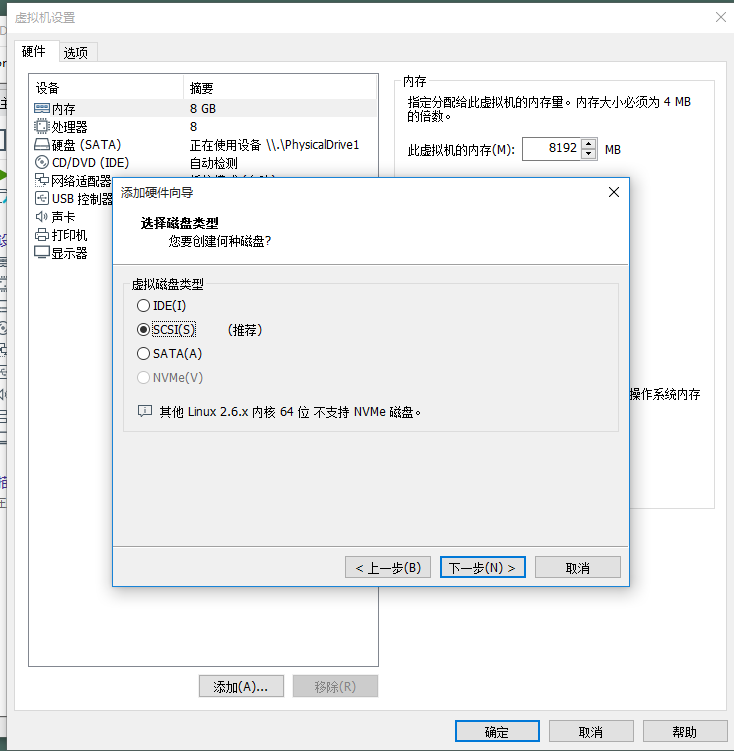 虚拟机设置
硬件 选项
设备 摘要
内存 8 GB
处理器 8
硬盘 (SATA) 正在使用设备 \\.\PhysicalDrive1
CD/DVD (IDE) 自动检测
网络适配器
USB 控制器
声卡
打印机
显示器
内存
指定分配给此虚拟机的内存量。内存大小必须为 4 MB
的倍数。
此虚拟机的内存(M): 8192 MB
操作系统内存
添加硬件向导
选择磁盘类型
您要创建何种磁盘?
虚拟磁盘类型
IDE(I)
SCSI(S) （推荐）
SATA(A)
NVMe(V)
其他 Linux 2.6.x 内核 64 位 不支持 NVMe 磁盘。
< 上一步(B) 下一步(N) > 取消
添加(A)... 移除(R)
确定 取消 帮助